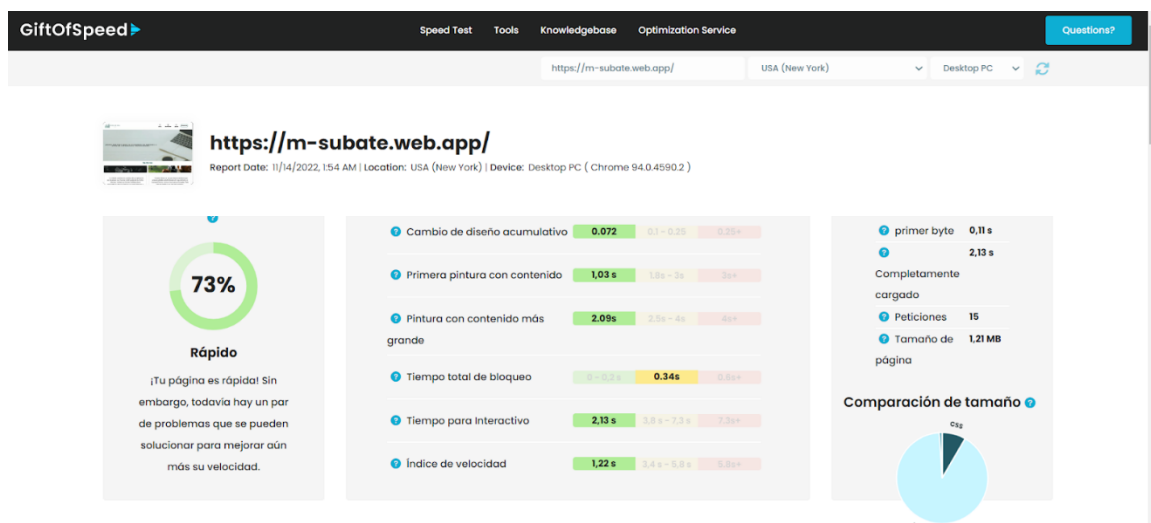 GiftOfSpeed
Speed Test Tools Knowledgebase Optimization Service
Questions?
https://m-subate.web.app/ USA (New York) Desktop PC
https://m-subate.web.app/
Report Date: 11/14/2022, 1:54 AM | Location: USA (New York) | Device: Desktop PC ( Chrome 94.0.4590.2 )
73%
Rápido
¡Tu página es rápida! Sin
embargo, todavía hay un par
de problemas que se pueden
solucionar para mejorar aún
más su velocidad.
Cambio de diseño acumulativo 0.072 0.1 - 0.25 0.25+
Primera pintura con contenido 1,03 s 1.8s - 3s 3s+
Pintura con contenido más
grande 2.09s 2.5s - 4s 4s+
Tiempo total de bloqueo 0 - 0,2 s 0.34s 0.6s+
Tiempo para Interactivo 2,13 s 3,8 s - 7,3 s 7.3s+
Índice de velocidad 1,22 s 3,4 s - 5,8 s 5.8s+
primer byte 0,11 s
2,13 s
Completamente
cargado
Peticiones 15
Tamaño de 1,21 MB
página
Comparación de tamaño
CSS